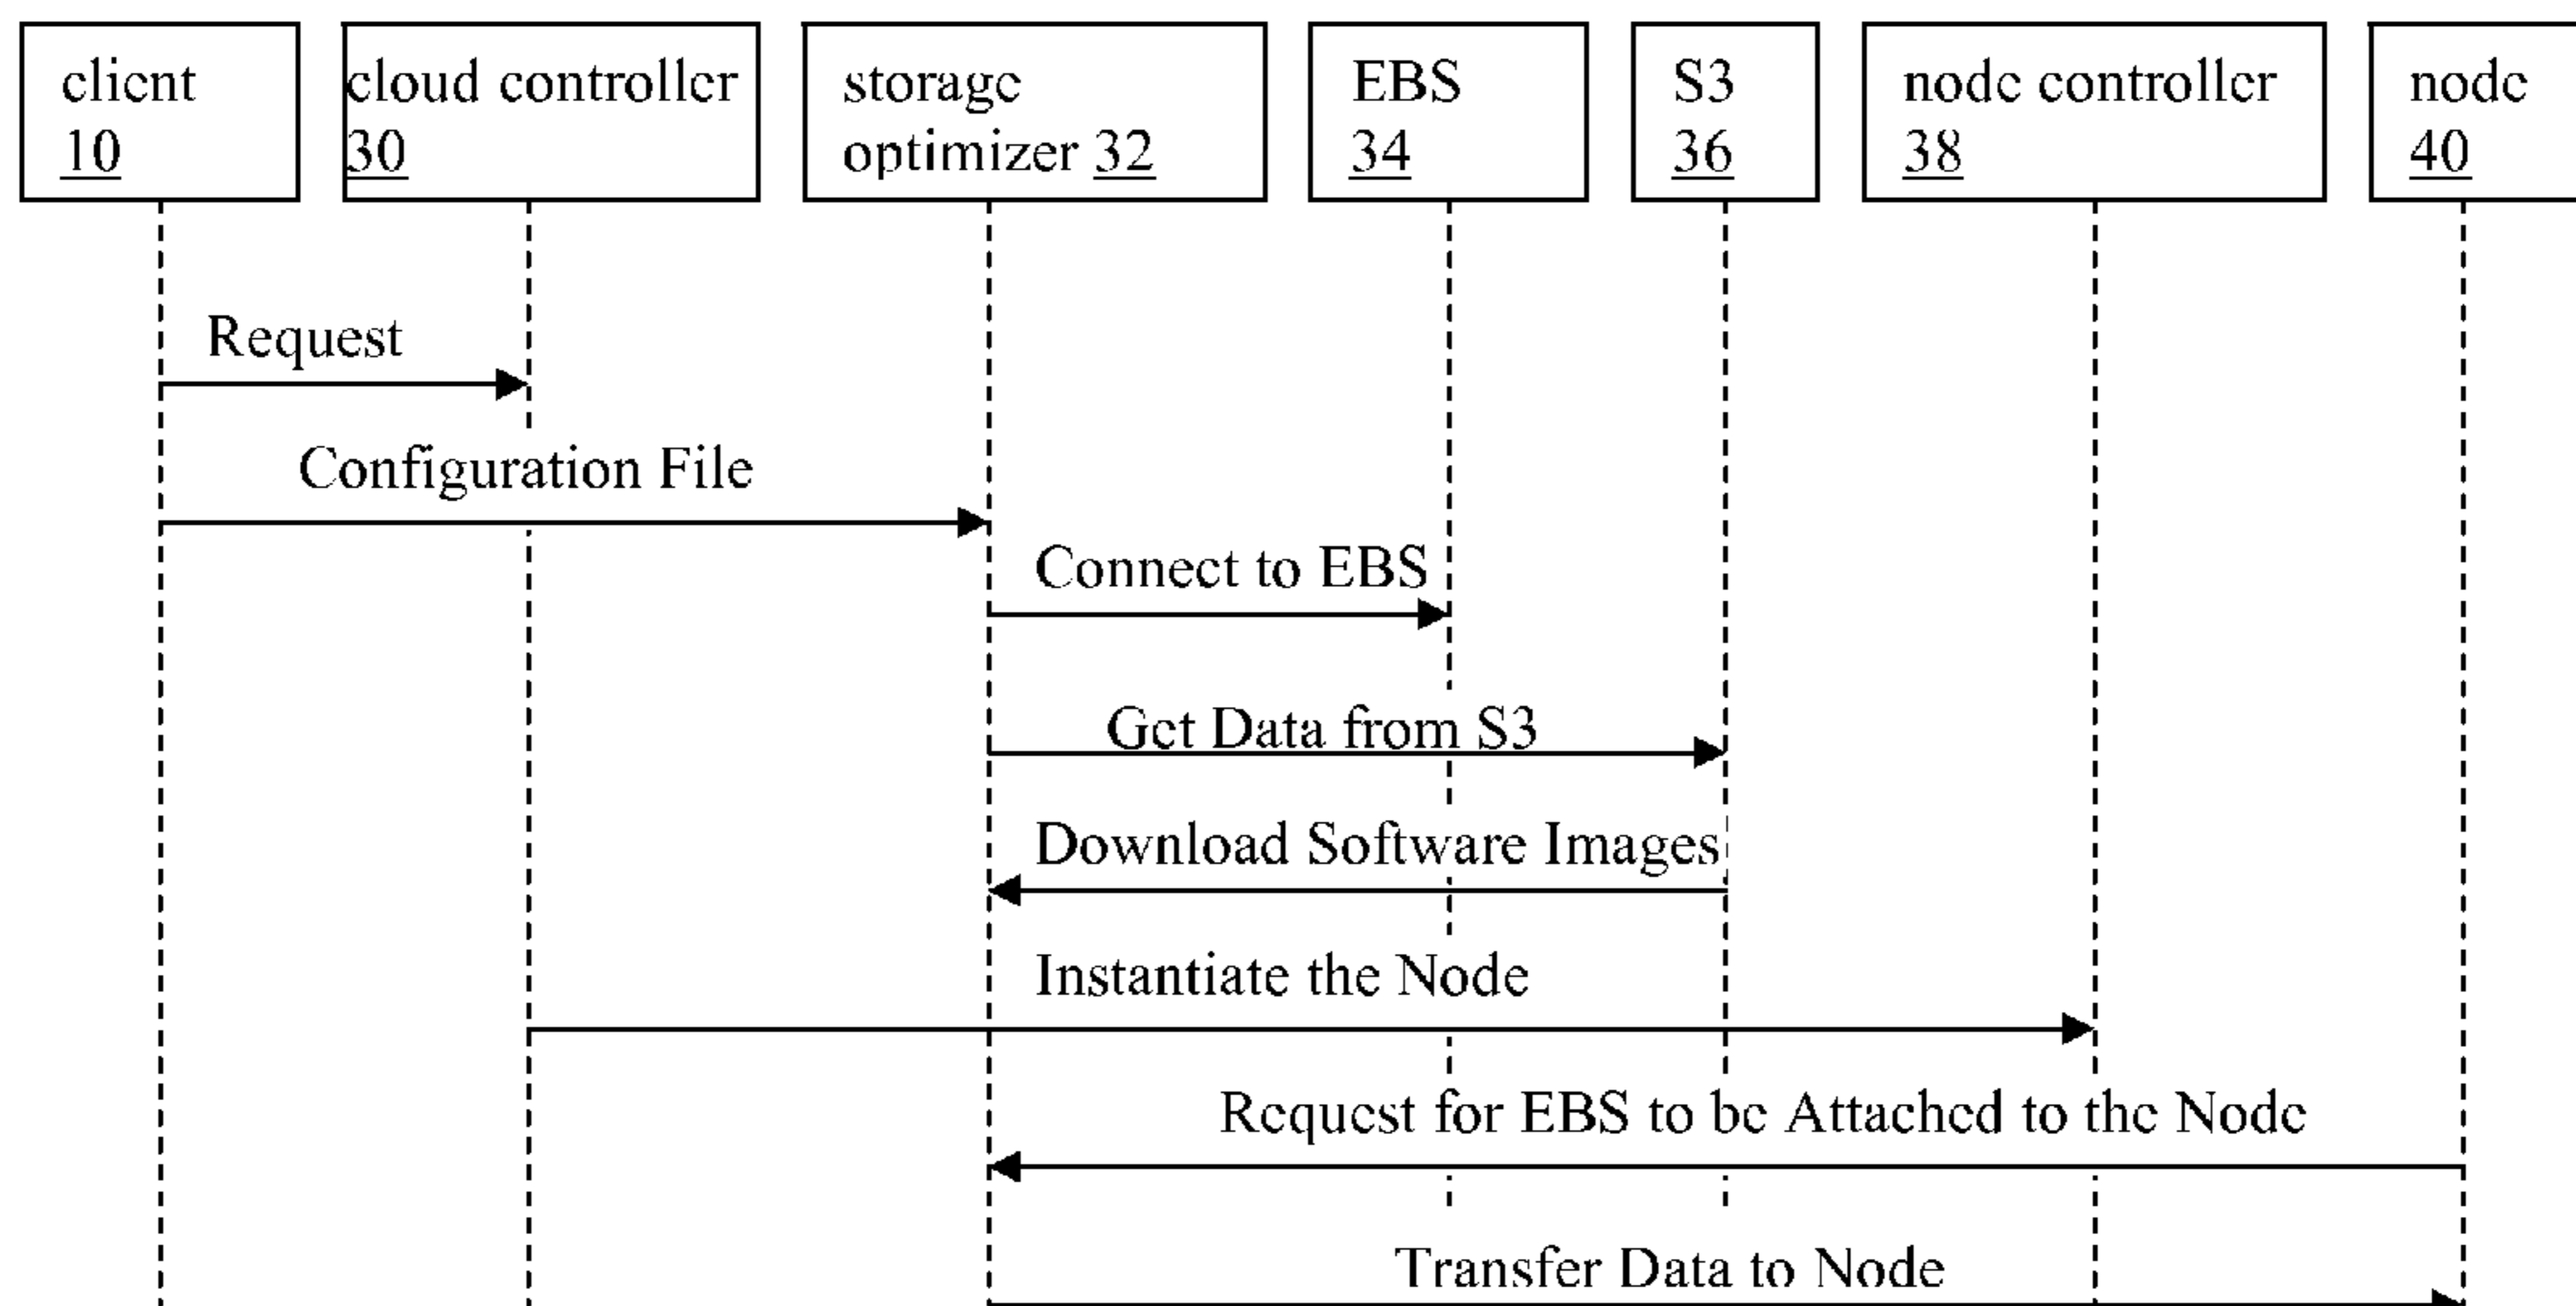 client
10
cloud controller
30
storage
optimizer 32
EBS
34
S3
36
node controller
38
node
40
Request
Configuration File
Connect to EBS
Get Data from S3
Download Software Images
Instantiate the Node
Request for EBS to be Attached to the Node
Transfer Data to Node